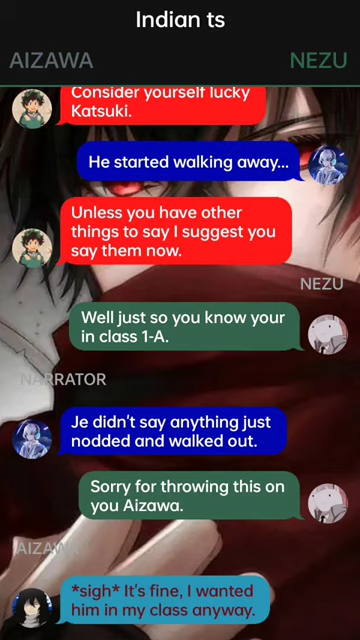 Indian ts
AIZAWA
NEZU
Consider yourself lucky
Katsuki.
He started walking away...
Unless you have other
things to say I suggest you
say them now.
NEZU
Well just so you know your
in class 1-A.
NARRATOR
Je didn't say anything just
nodded and walked out.
Sorry for throwing this on
you Aizawa.
AIZAWA
*sigh* It's fine, I wanted
him in my class anyway.